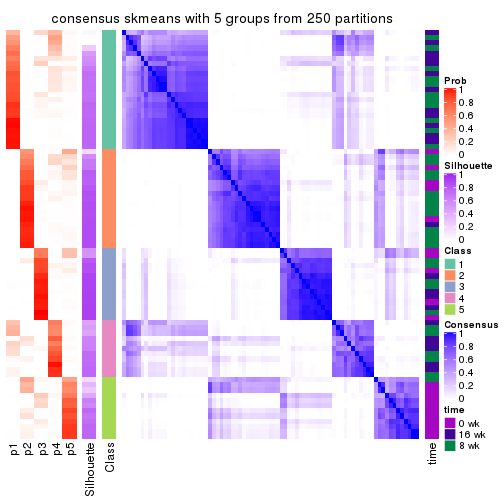 consensus skmeans with 5 groups from 250 partitions
Prob
1
0.8
0.6
0.4
0.2
0
Silhouette
1
0.8
0.6
0.4
0.2
0
Class
1
2
3
4
5
Consensus
1
0.8
0.6
0.4
0.2
0
time
0 wk
16 wk
8 wk
p1
p2
p3
p4
p5
Silhouette
Class
time